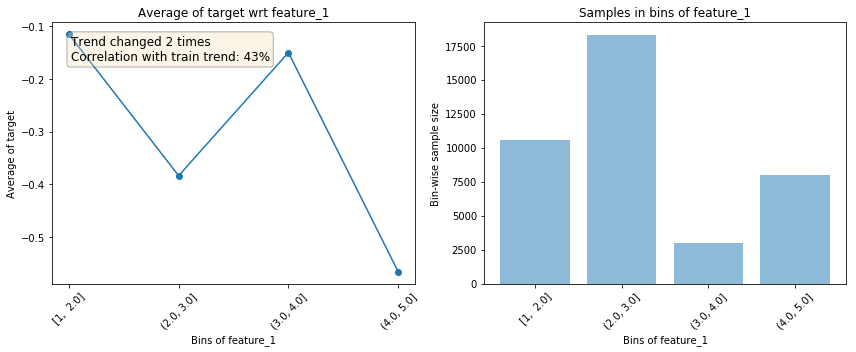 Average of target wrt feature_1
Trend changed 2 times
Correlation with train trend: 43%
Average of target
−0.1
−0.2
−0.3
−0.4
−0.5
[1, 2.0]
(2.0, 3.0]
(3.0, 4.0]
(4.0, 5.0]
Bins of feature_1
Samples in bins of feature_1
Bin-wise sample size
17500
15000
12500
10000
7500
5000
2500
0
[1, 2.0]
(2.0, 3.0]
(3.0, 4.0]
(4.0, 5.0]
Bins of feature_1